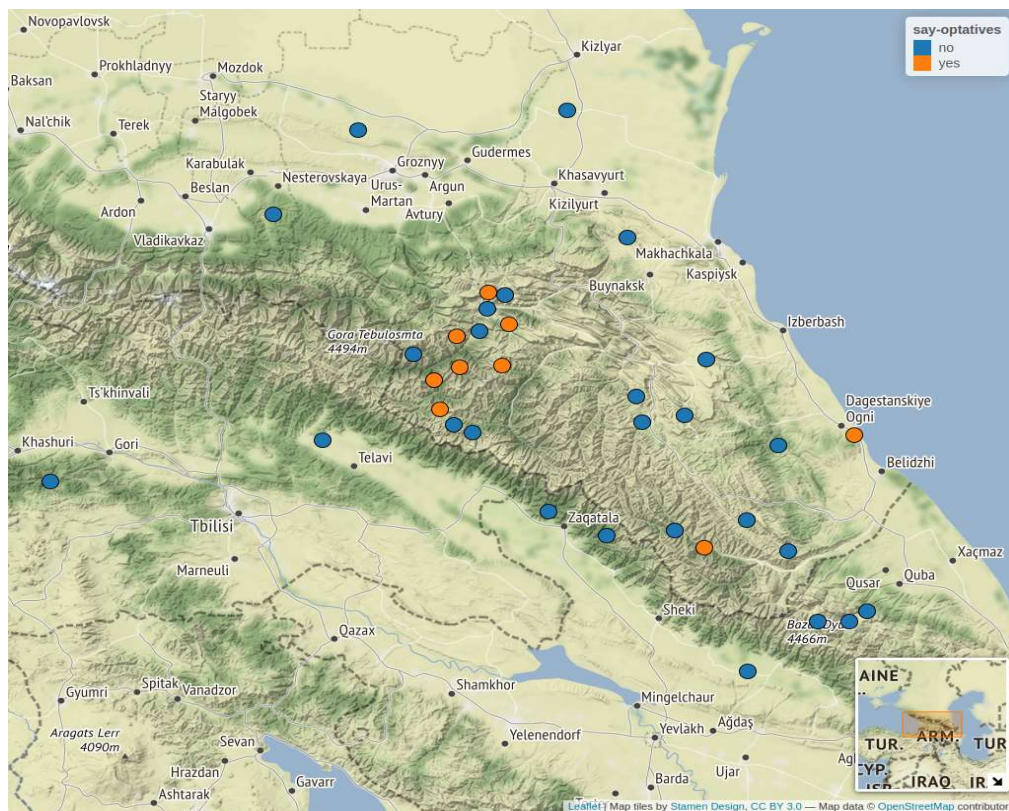 Novopavlovsk
say-optatives
no
yes
Kizlyar
Prokhladnyy
Mozdok
Baksan
Staryy
Malgobek
Nal'chik
Terek
Gudermes
Karabulak
Groznyy
Nesterovskaya
Argun
Khasavyurt
Beslan
Urus-
Martan
Kizilyurt
Ardon
Avtury
Vladikavkaz
Makhachkala
Kaspiysk
Buynaksk
Izberbash
Gora Tebulosmta
4494m
Ts'khinvali
Dagestanskiye
Ogni
Khashuri
Gori
Telavi
Belidzhi
Tbilisi
Zaqatala
Marneuli
Xaçmaz
Qusar
Quba
Sheki
4466m
Qazax
Gyumri
Spitak
Vanadzor
Shamkhor
Mingelchaur
Aragats Lerr
4090m
Sevan
Yelenendorf
Yevlakh
Ağdaş
Hrazdan
Gavarr
Barda
Ujar
Ashtarak
AINE
ARM.
TUR.
TUR
IRAQ
Leaflet | Map tiles by Stamen Design, CC BY 3.0 — Map data © OpenStreetMap contributor